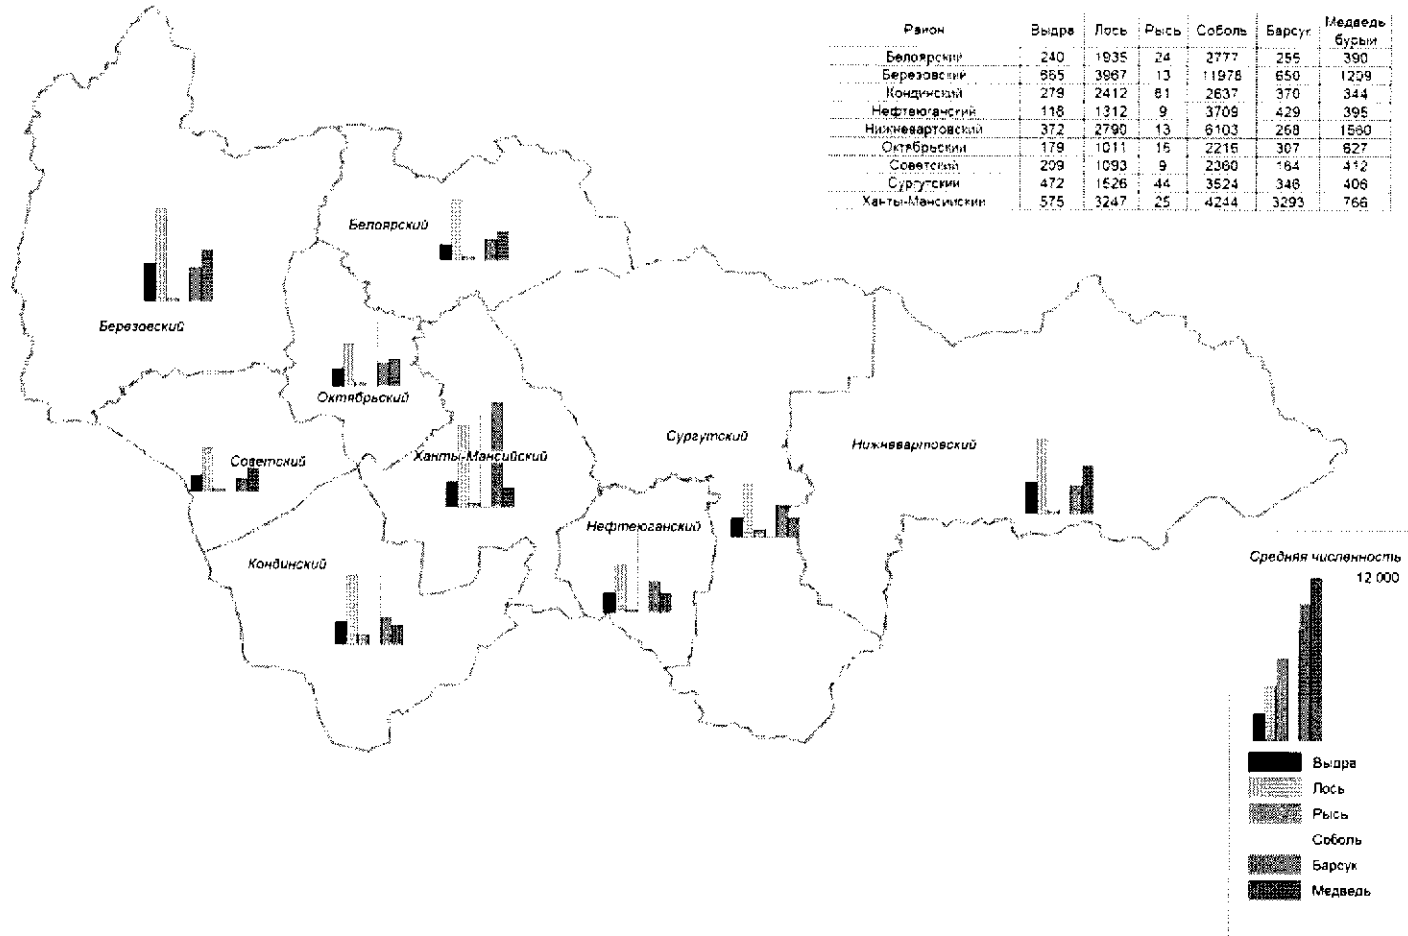 Район Выдра Лось Рысь Соболь Барсук Медведь бурый
Белоярский 240 1935 24 2777 255 390
Березовский 665 3967 13 11978 650 1209
Кондинский 279 2412 81 2637 370 344
Нефтеюганский 118 1312 9 3709 429 395
Нижневартовский 372 2790 13 6103 268 1560
Октябрьский 179 1011 16 2216 307 627
Советский 209 1093 9 2360 164 412
Сургутский 472 1526 44 3524 346 406
Ханты-Мансийский 575 3247 25 4244 3293 766
Белоярский
Березовский
Октябрьский
Советский
Ханты-Мансийский
Сургутский
Нижневартовский
Нефтеюганский
Кондинский
Средняя численность
12 000
Выдра
Лось
Рысь
Соболь
Барсук
Медведь